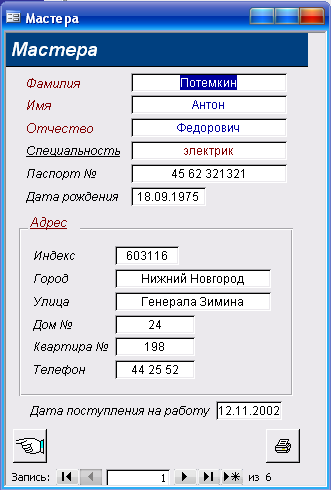 Мастера
Мастера
Фамилия Потемкин
Имя Антон
Отчество Федорович
Специальность электрик
Паспорт № 45 62 321321
Дата рождения 18.09.1975
Адрес
Индекс 603116
Город Нижний Новгород
Улица Генерала Зимина
Дом № 24
Квартира № 198
Телефон 44 25 52
Дата поступления на работу 12.11.2002
Запись: 1 из 6